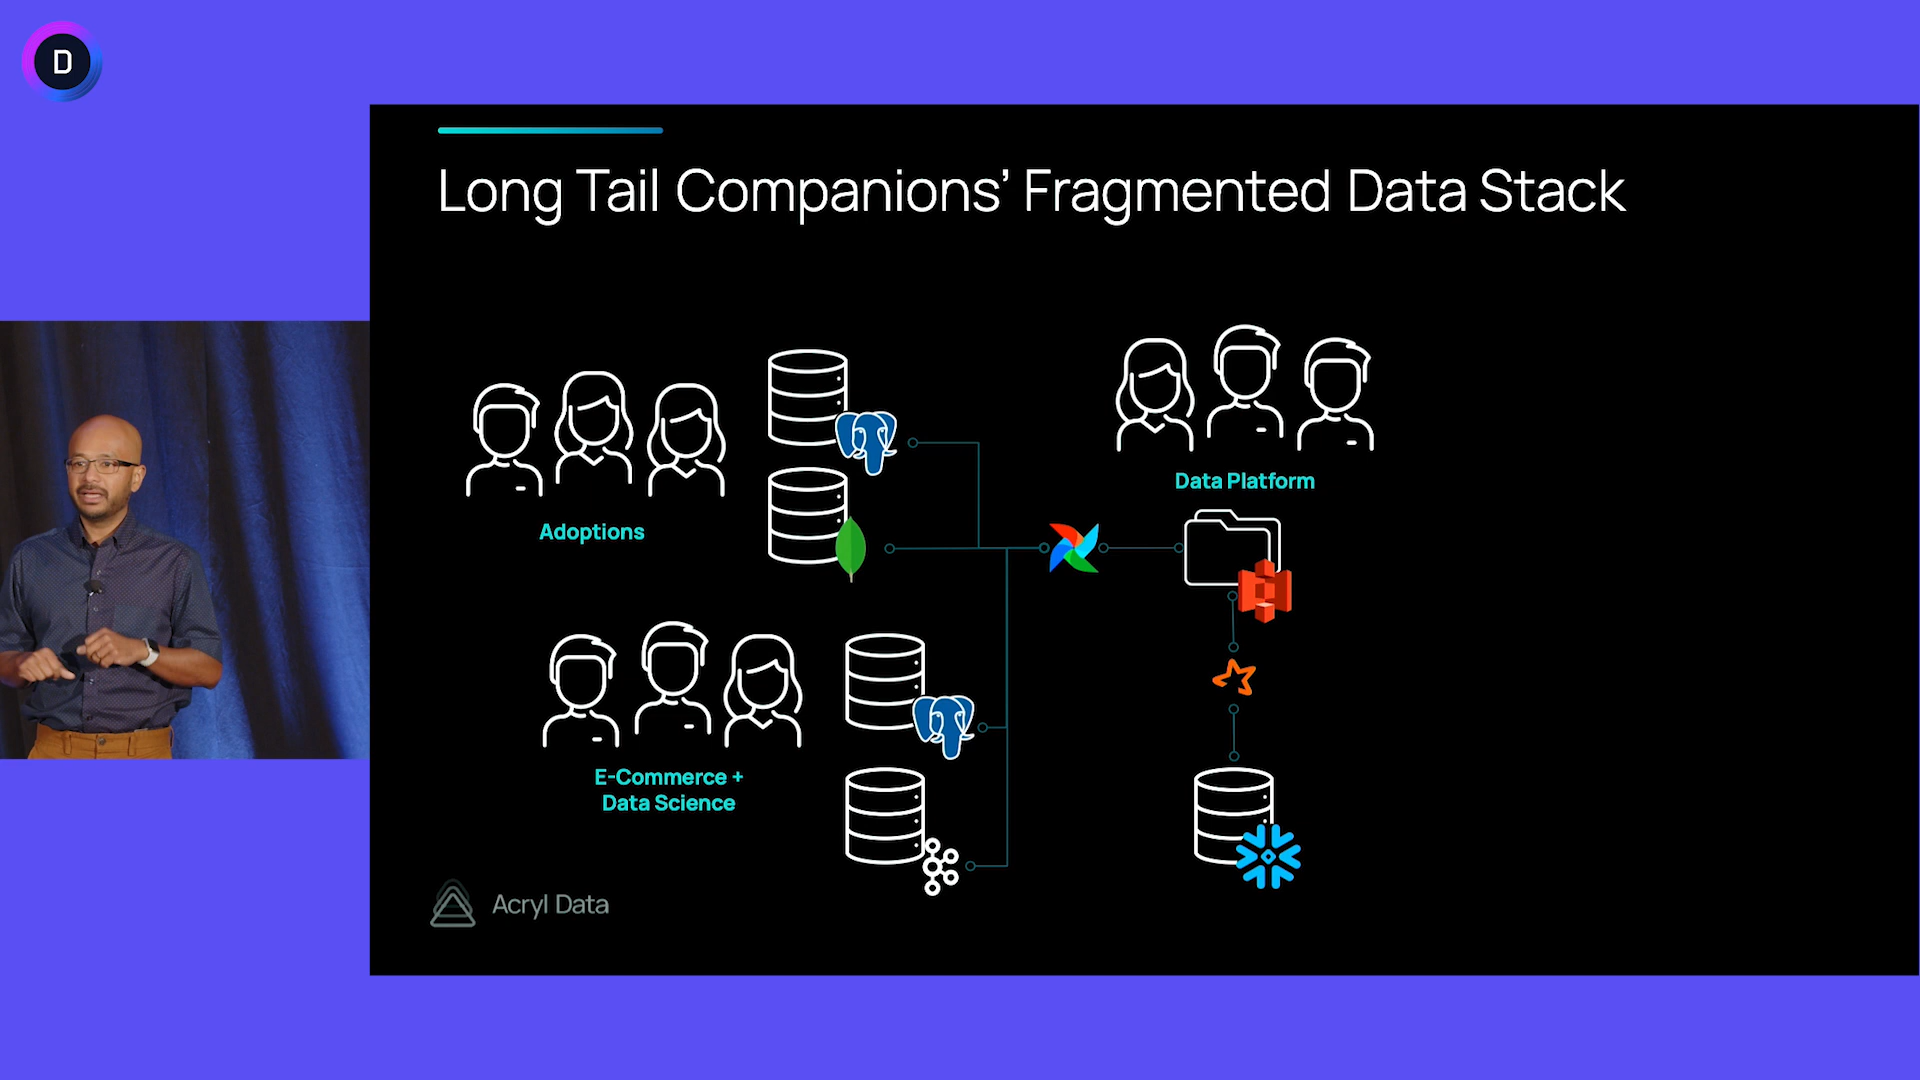 D
Long Tail Companions’ Fragmented Data Stack
Adoptions
Data Platform
E-Commerce +
Data Science
Acryl Data